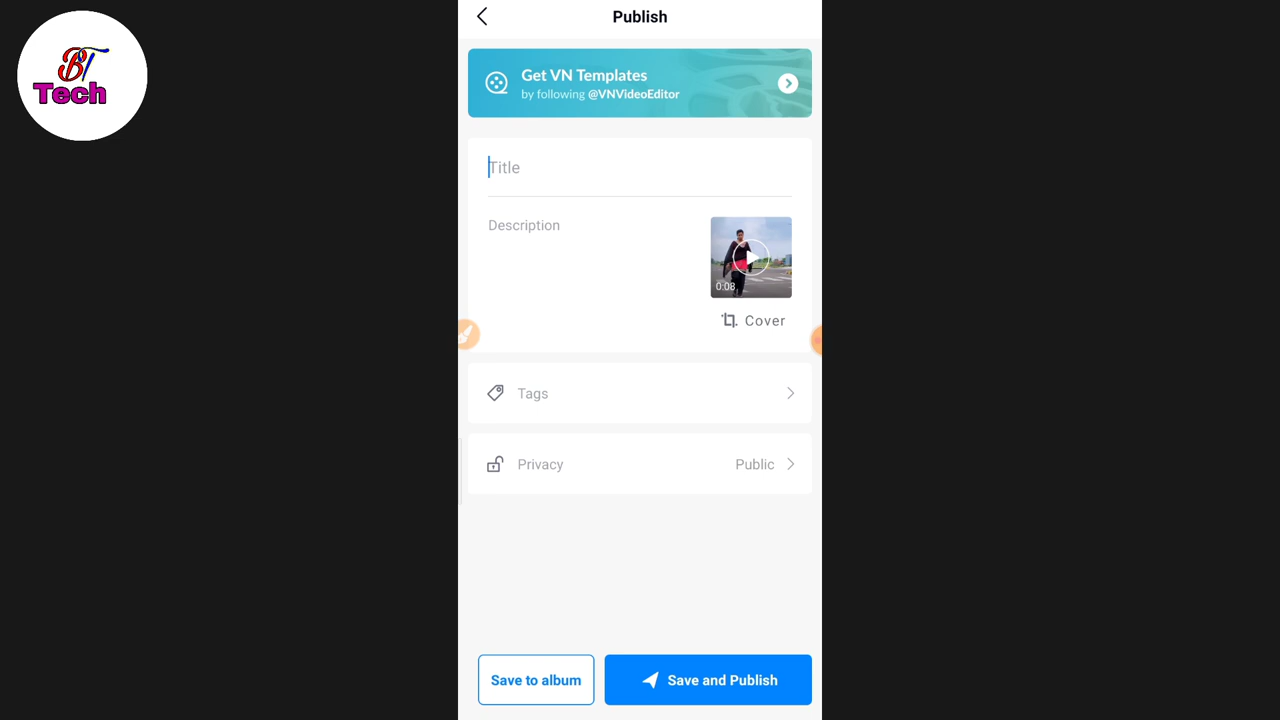 BT
Tech
Publish
Get VN Templates
by following @VNVideoEditor
Title
Description
0:08
Cover
Tags
Privacy
Public
Save to album
Save and Publish